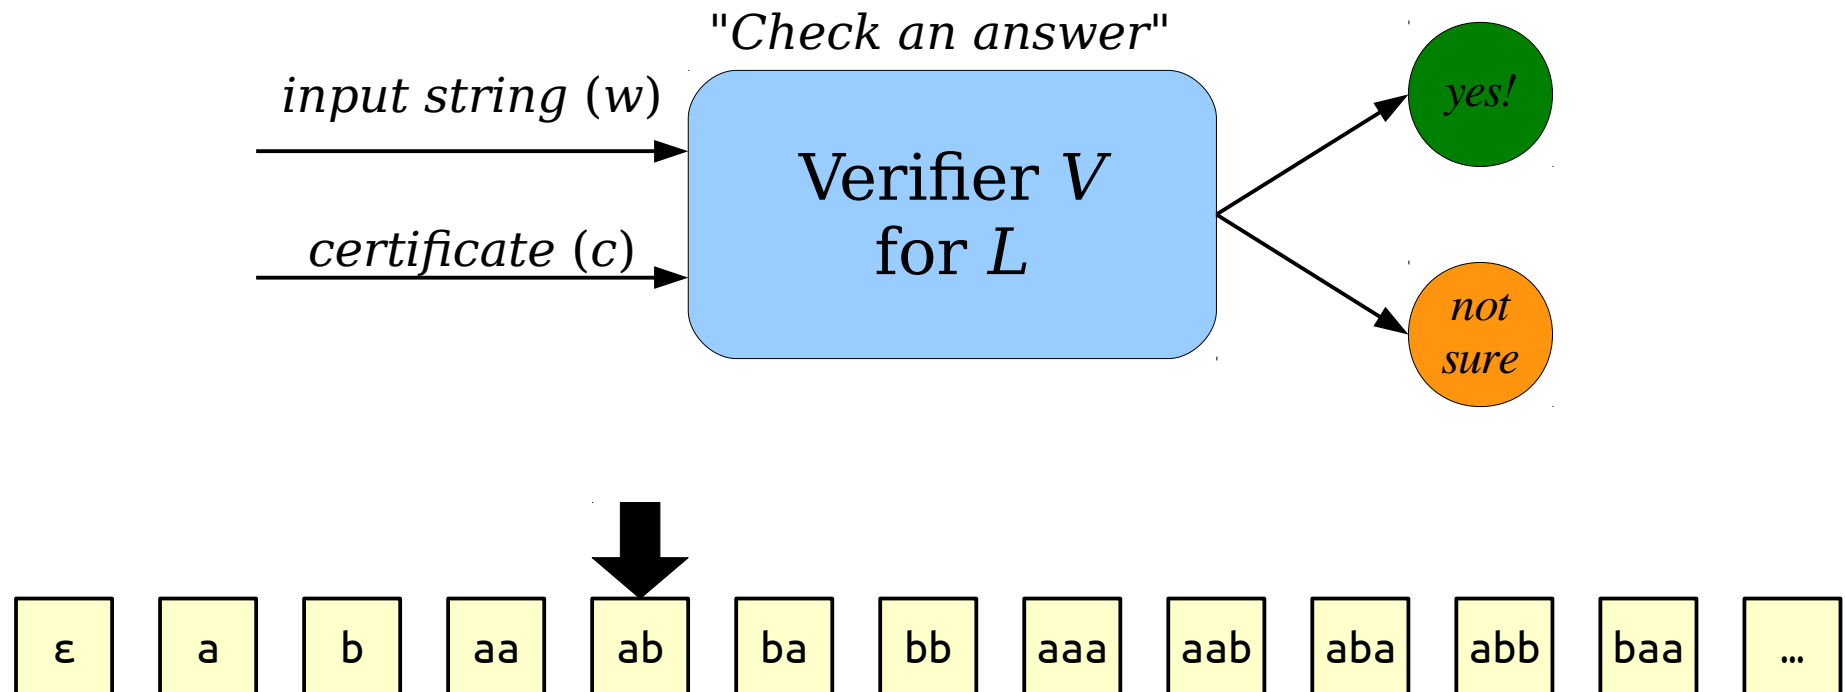 "Check an answer"
input string (w)
certificate (c)
Verifier V
for L
yes!
not
sure
ε a b aa ab ba bb aaa aab aba abb baa ...